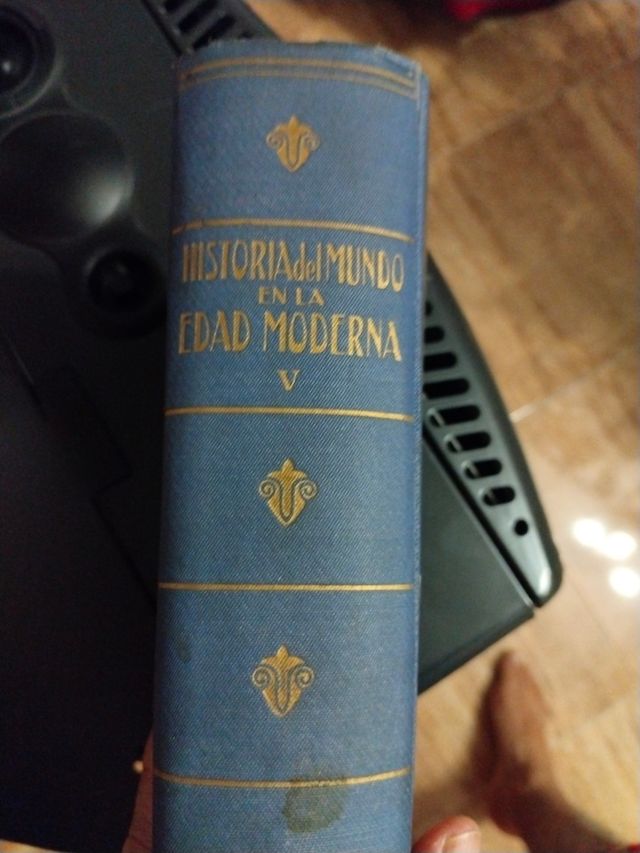 HISTORIA del MUNDO
EN LA
EDAD MODERNA
V